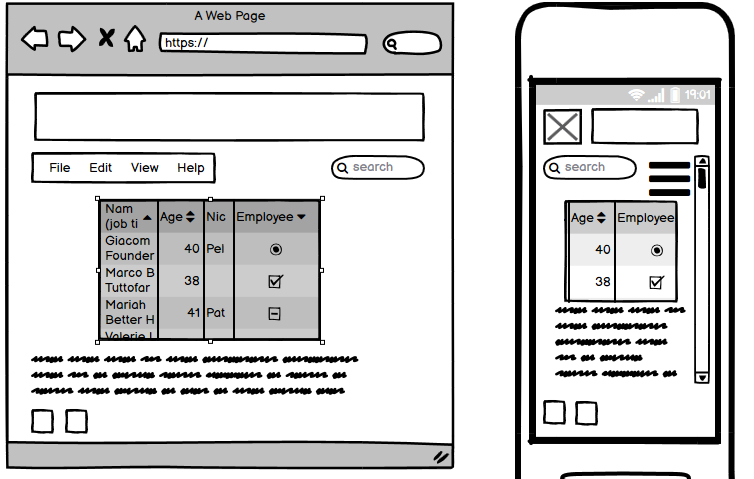 A Web Page
https://
File Edit View Help
search
Nam
(job ti Age Nic Employee
Giacom
Founder 40 Pel
Marco B
Tuttofar 38
Mariah
Better H 41 Pat
Valerie L
19:01
search
Age Employee
40
38